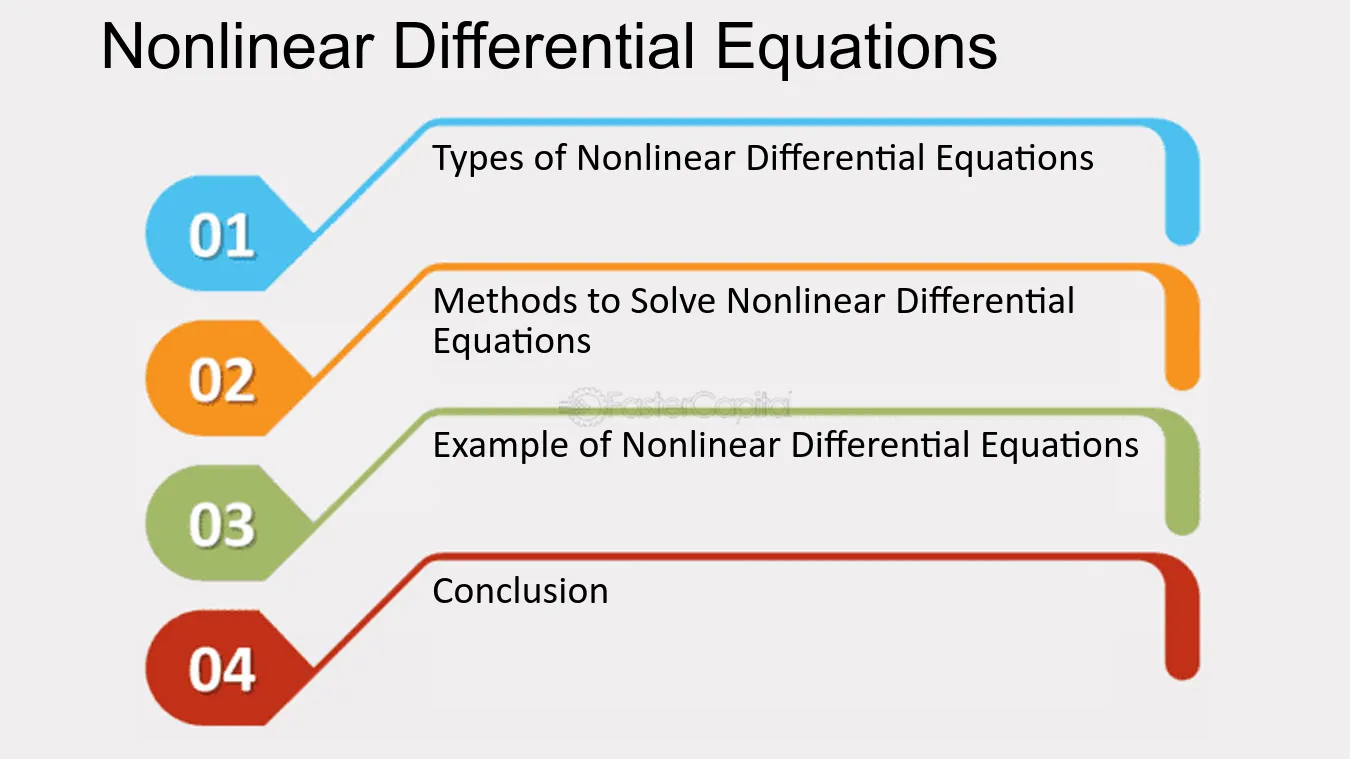 Nonlinear Differential Equations
01
Types of Nonlinear Differential Equations
02
Methods to Solve Nonlinear Differential
Equations
FasterCapital
03
Example of Nonlinear Differential Equations
04
Conclusion